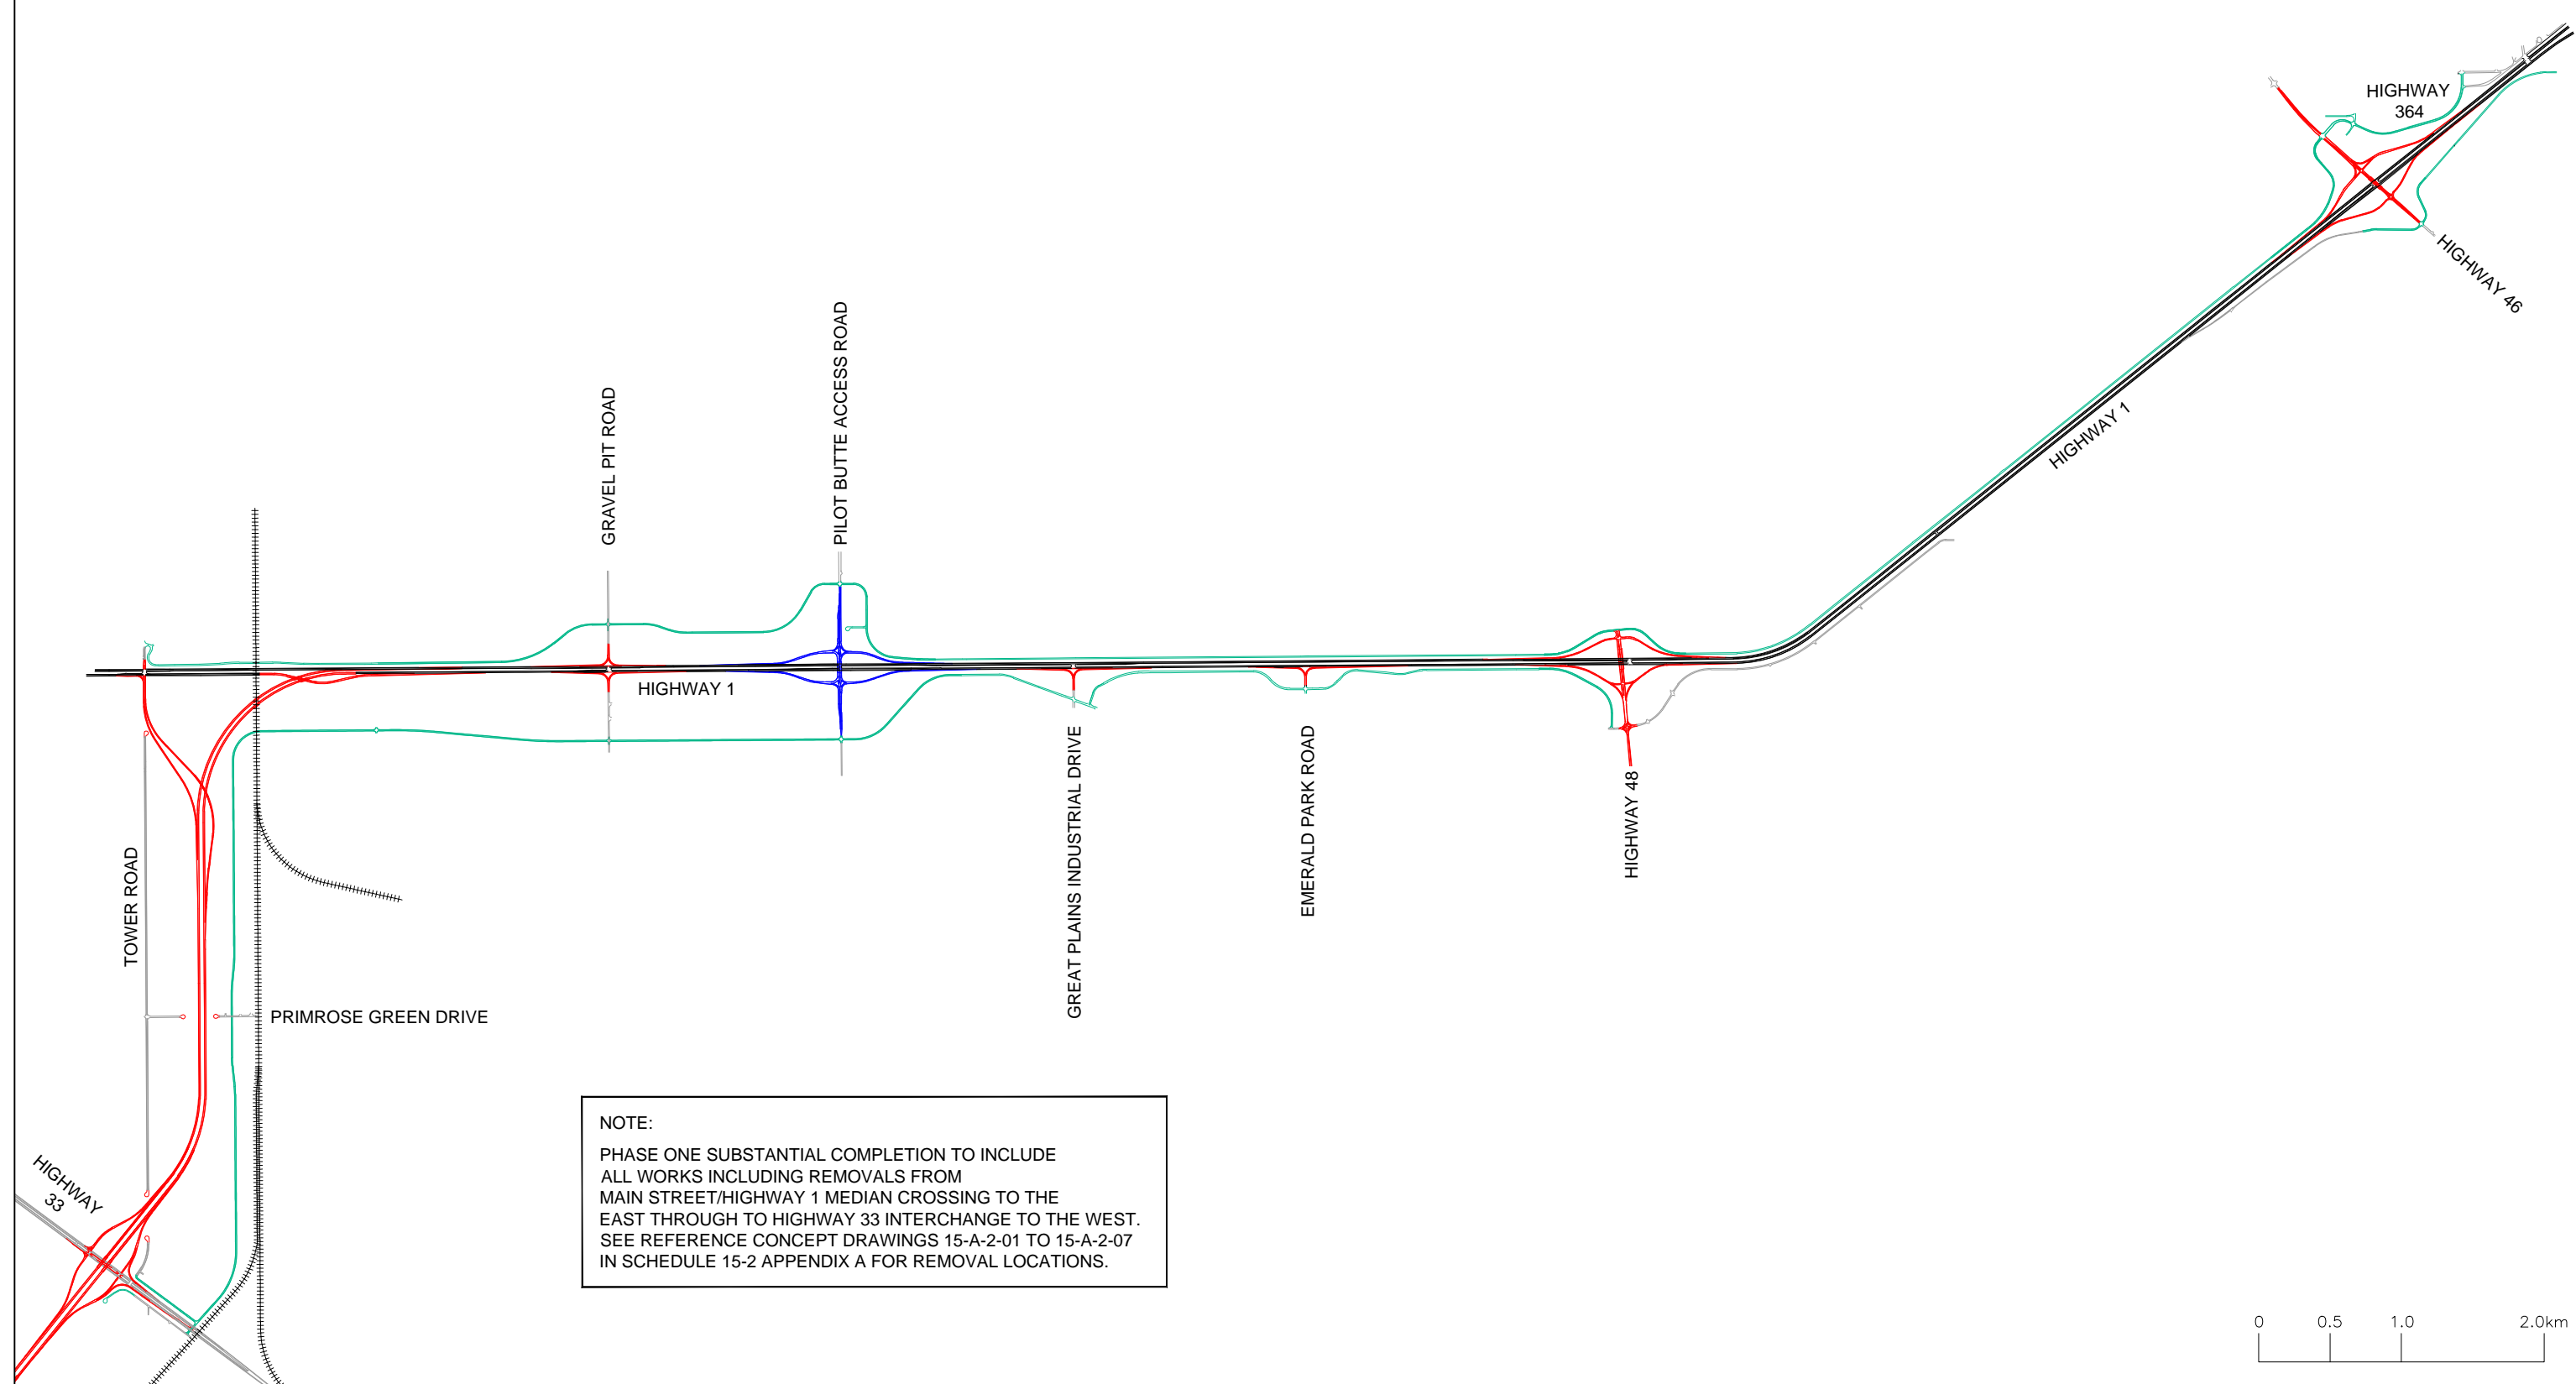 HIGHWAY
364
HIGHWAY 46
HIGHWAY 1
PILOT BUTTE ACCESS ROAD
GRAVEL PIT ROAD
HIGHWAY 1
GREAT PLAINS INDUSTRIAL DRIVE
EMERALD PARK ROAD
HIGHWAY 48
TOWER ROAD
PRIMROSE GREEN DRIVE
HIGHWAY
33
NOTE:
PHASE ONE SUBSTANTIAL COMPLETION TO INCLUDE
ALL WORKS INCLUDING REMOVALS FROM
MAIN STREET/HIGHWAY 1 MEDIAN CROSSING TO THE
EAST THROUGH TO HIGHWAY 33 INTERCHANGE TO THE WEST.
SEE REFERENCE CONCEPT DRAWINGS 15-A-2-01 TO 15-A-2-07
IN SCHEDULE 15-2 APPENDIX A FOR REMOVAL LOCATIONS.
0 0.5 1.0 2.0km